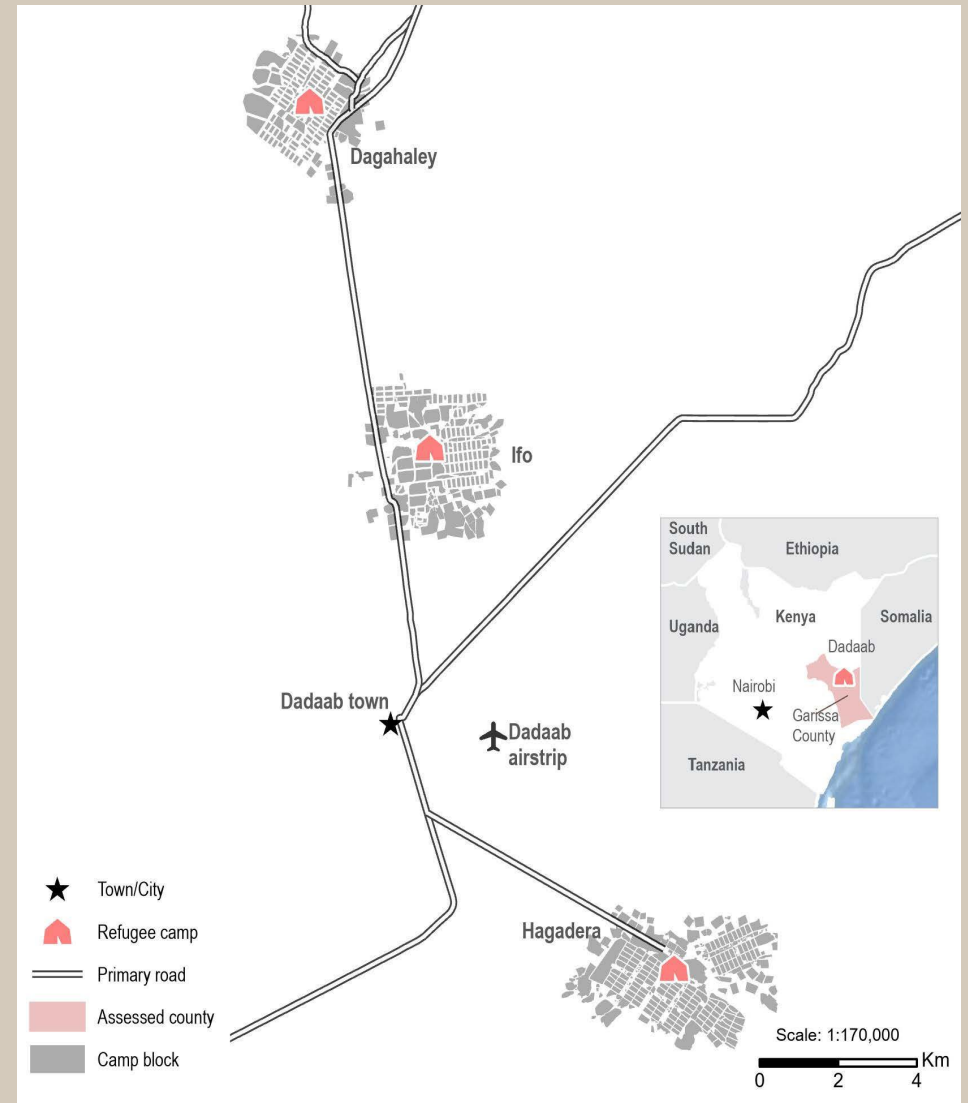 Dagahaley
Ifo
South
Sudan
Ethiopia
Kenya
Somalia
Uganda
Dadaab
Nairobi
Garissa
County
Tanzania
Dadaab town
Dadaab
airstrip
Hagadera
Town/City
Refugee camp
Primary road
Assessed county
Camp block
Scale: 1:170,000
Km
0 2 4